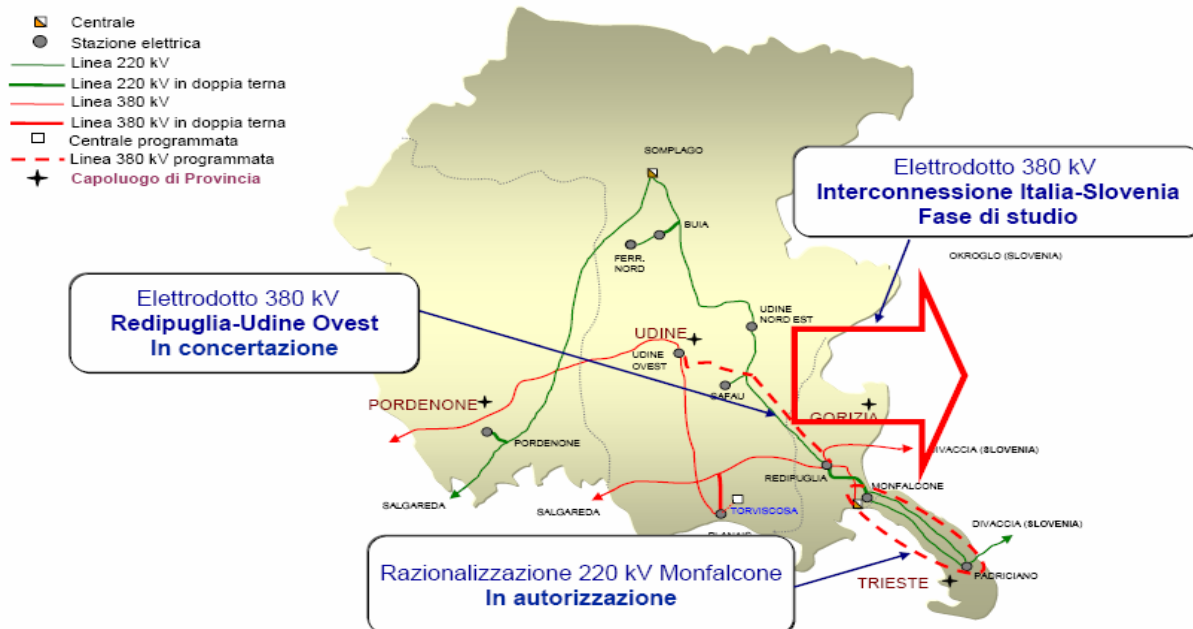 Centrale
Stazione elettrica
Linea 220 kV
Linea 220 kV in doppia terna
Linea 380 kV
Linea 380 kV in doppia terna
Centrale programmata
Linea 380 kV programmata
Capoluogo di Provincia
SOMPLAGO
Elettrodotto 380 kV
Interconnessione Italia-Slovenia
Fase di studio
BUIA
FERR.
NORD
OKROGLO (SLOVENIA)
Elettrodotto 380 kV
Redipuglia-Udine Ovest
In concertazione
UDINE
NORD EST
UDINE
UDINE
OVEST
SAFAU
PORDENONE
GORIZIA
PORDENONE
DIVACCIA (SLOVENIA)
REDIPUGLIA
MONFALCONE
SALGAREDA
SALGAREDA
TORVISCOSA
DIVACCIA (SLOVENIA)
Razionalizzazione 220 kV Monfalcone
In autorizzazione
PADRICIANO
TRIESTE